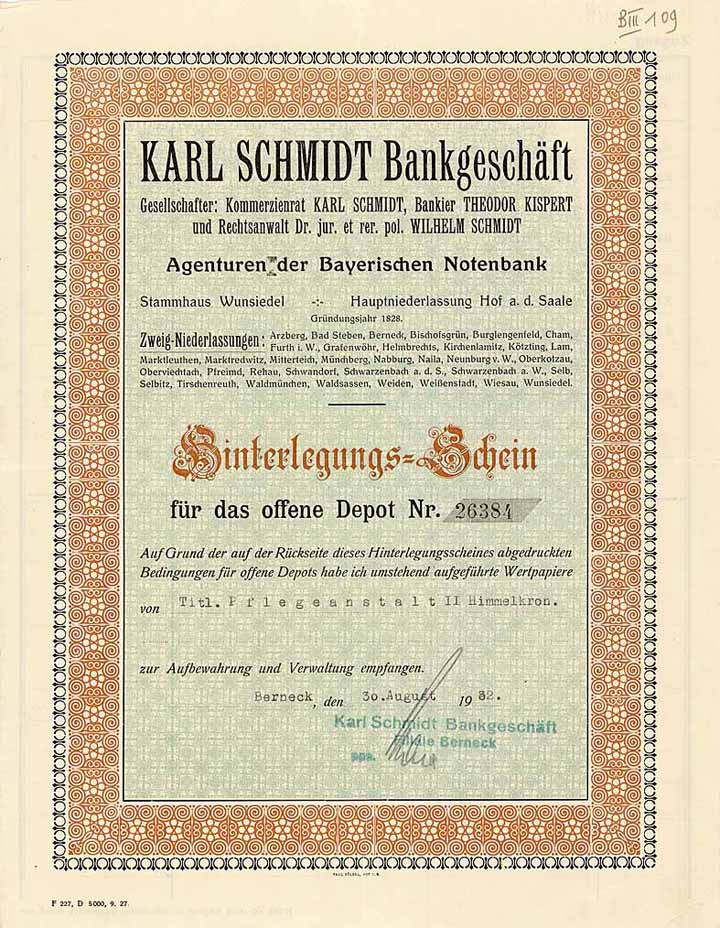 BIII 109
KARL SCHMIDT Bankgeschäft
Gesellschafter: Kommerzienrat KARL SCHMIDT, Bankier THEODOR KISPERT
und Rechtsanwalt Dr. jur. et rer. pol. WILHELM SCHMIDT
Agenturen der Bayerischen Notenbank
Stammhaus Wunsiedel -:- Hauptniederlassung Hof a. d. Saale
Gründungsjahr 1828.
Zweig-Niederlassungen: Arzberg, Bad Steben, Berneck, Bischofsgrün, Burglengenfeld, Cham,
Furth i. W., Grafenwöhr, Helmbrechts, Kirchenlamitz, Kötzting, Lam,
Marktleuthen, Marktredwitz, Mitterteich, Münchberg, Nabburg, Naila, Neunburg v. W., Oberkotzau,
Oberviechtach, Pfreimd, Rehau, Schwandorf, Schwarzenbach a. d. S., Schwarzenbach a. W., Selb,
Selbitz, Tirschenreuth, Waldmünchen, Waldsassen, Weiden, Weißenstadt, Wiesau, Wunsiedel.
Hinterlegungs=Schein
für das offene Depot Nr. 26384
Auf Grund der auf der Rückseite dieses Hinterlegungsscheines abgedruckten
Bedingungen für offene Depots habe ich umstehend aufgeführte Wertpapiere
von Titl. Pflegeanstalt II Himmelkron.
zur Aufbewahrung und Verwaltung empfangen.
Berneck, den 30.August 1932.
Karl Schmidt Bankgeschäft
Filiale Berneck
ppa.
F 227, D 5000, 9. 27.